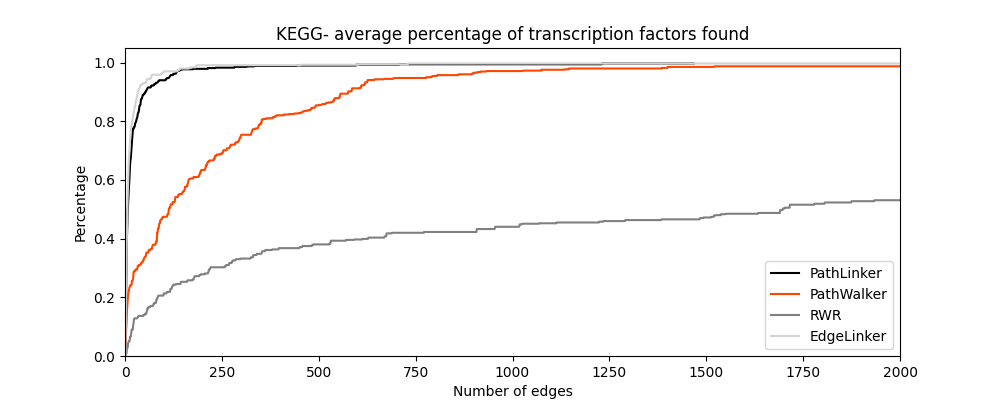 KEGG- average percentage of transcription factors found
Percentage
1.0
0.8
0.6
0.4
0.2
0.0
0 250 500 750 1000 1250 1500 1750 2000
Number of edges
PathLinker
PathWalker
RWR
EdgeLinker